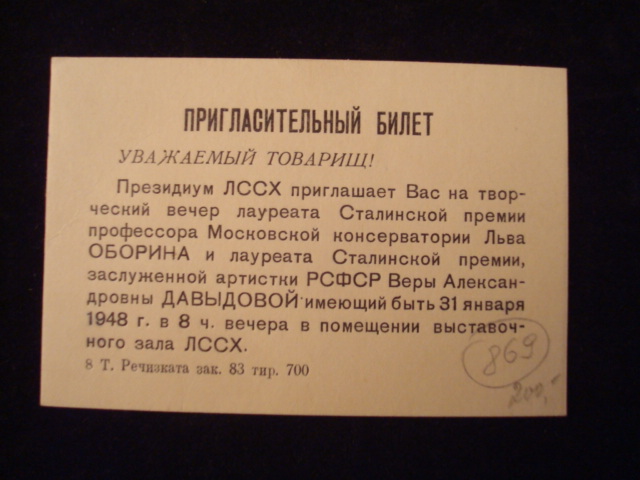 ПРИГЛАСИТЕЛЬНЫЙ БИЛЕТ
УВАЖАЕМЫЙ ТОВАРИЩ!
Президиум ЛССХ приглашает Вас на твор-
ческий вечер лауреата Сталинской премии
профессора Московской консерватории Льва
ОБОРИНА и лауреата Сталинской премии,
заслуженной артистки РСФСР Веры Алексан-
дровны ДАВЫДОВОЙ имеющий быть 31 января
1948 г. в 8 ч. вечера в помещении выставоч-
ного зала ЛССХ.
8 Т. Речизката зак. 83 тир. 700
869
200,-